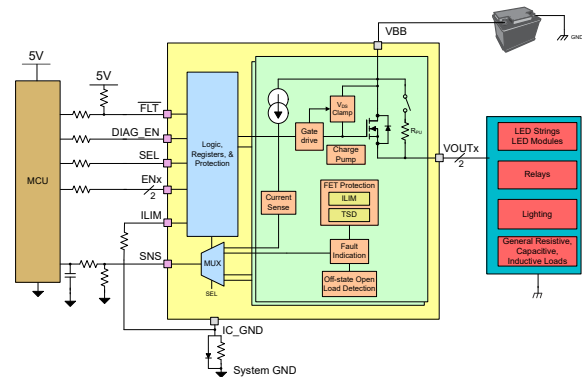 VBB
GND
5V
5V
FLT
DIAG_EN
SEL
ENx
2
ILIM
SNS
MCU
Logic,
Registers, &
Protection
MUX
SEL
VDS
Clamp
Gate
drive
Charge
Pump
RPU
Current
Sense
FET Protection
ILIM
TSD
Fault
Indication
Off-state Open
Load Detection
VOUTx
2
LED Strings
LED Modules
Relays
Lighting
General Resistive,
Capacitive,
Inductive Loads
IC_GND
System GND